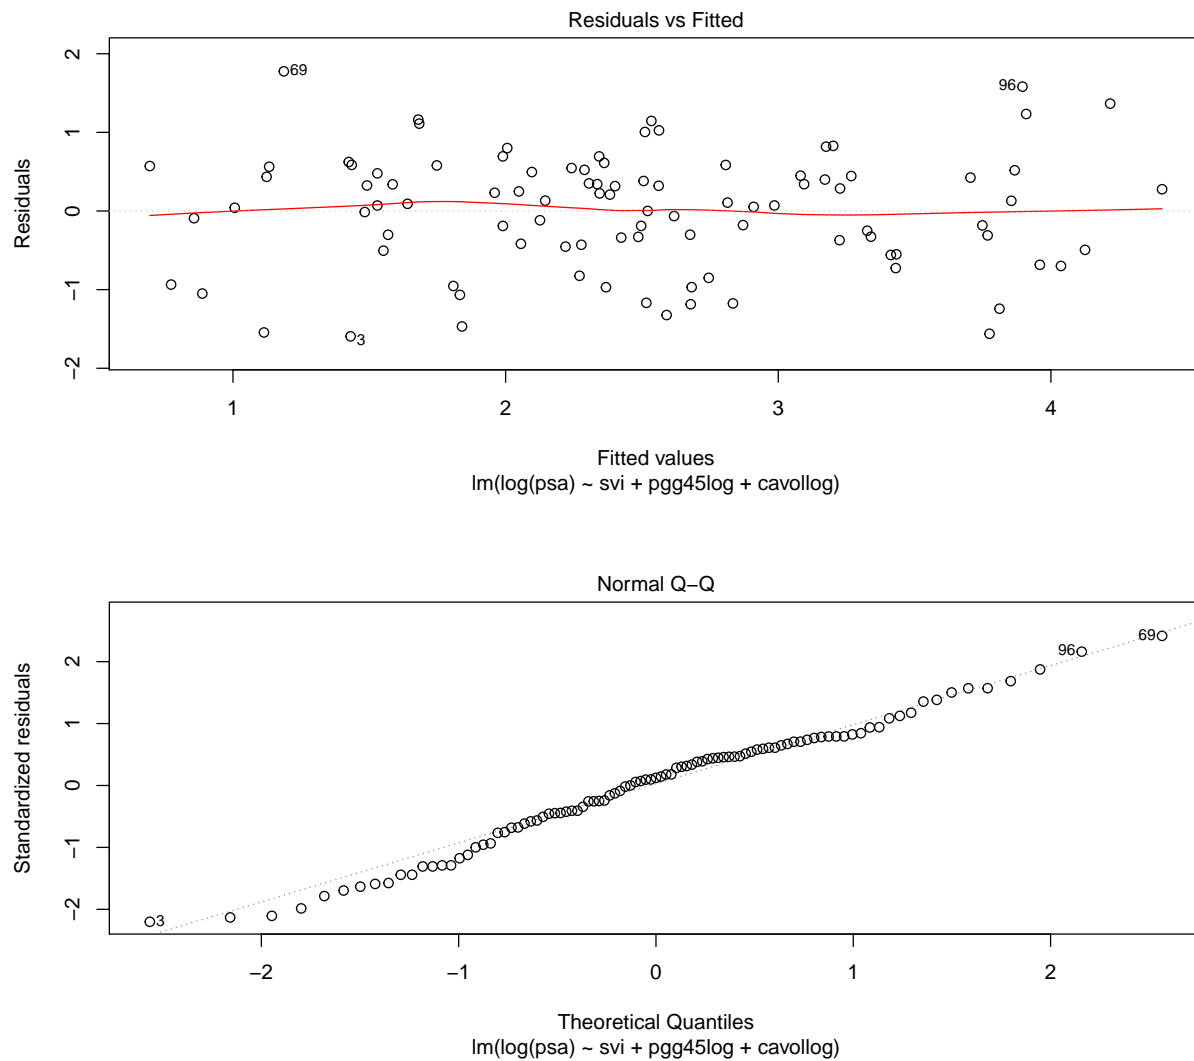 Residuals vs Fitted
Residuals
2
1
0
−1
−2
69
96
3
1 2 3 4
Fitted values
lm(log(psa) ~ svi + pgg45log + cavollog)
Normal Q−Q
Standardized residuals
2
1
0
−1
−2
96
69
3
−2 −1 0 1 2
Theoretical Quantiles
lm(log(psa) ~ svi + pgg45log + cavollog)